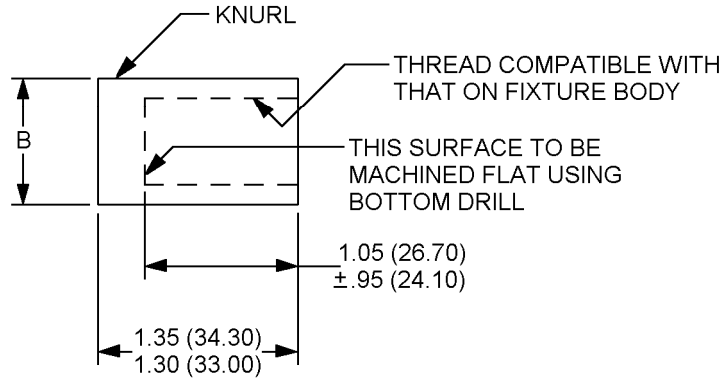 KNURL
THREAD COMPATIBLE WITH
THAT ON FIXTURE BODY
B
THIS SURFACE TO BE
MACHINED FLAT USING
BOTTOM DRILL
1.05 (26.70)
±.95 (24.10)
1.35 (34.30)
1.30 (33.00)